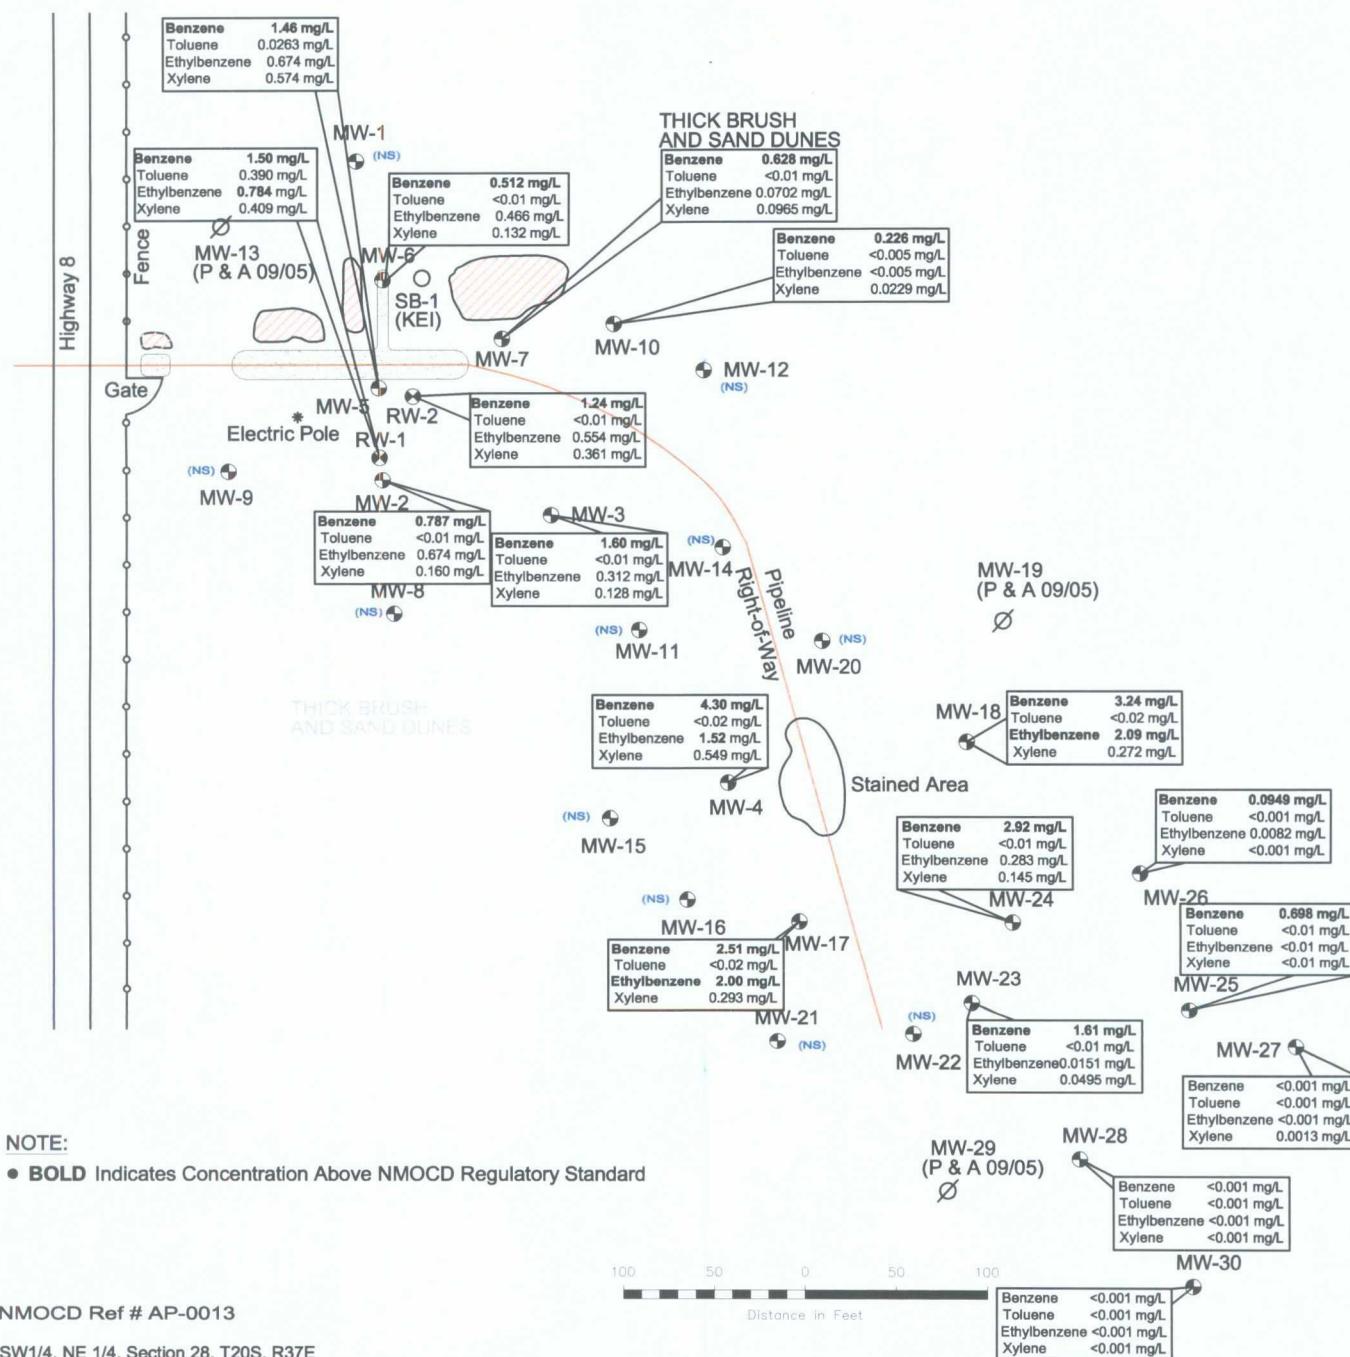 Benzene 1.46 mg/L
Toluene 0.0263 mg/L
Ethylbenzene 0.674 mg/L
Xylene 0.574 mg/L
MW-1
(NS)
THICK BRUSH
AND SAND DUNES
Benzene 1.50 mg/L
Toluene 0.390 mg/L
Ethylbenzene 0.784 mg/L
Xylene 0.409 mg/L
Benzene 0.512 mg/L
Toluene <0.01 mg/L
Ethylbenzene 0.466 mg/L
Xylene 0.132 mg/L
Benzene 0.628 mg/L
Toluene <0.01 mg/L
Ethylbenzene 0.0702 mg/L
Xylene 0.0965 mg/L
Benzene 0.226 mg/L
Toluene <0.005 mg/L
Ethylbenzene <0.005 mg/L
Xylene 0.0229 mg/L
Highway 8
Fence
MW-13
(P & A 09/05)
MW-6
SB-1
(KEI)
MW-7
MW-10
MW-12
(NS)
Gate
MW-5
RW-2
Electric Pole
RW-1
Benzene 1.24 mg/L
Toluene <0.01 mg/L
Ethylbenzene 0.554 mg/L
Xylene 0.361 mg/L
(NS)
MW-9
MW-2
MW-3
Benzene 0.787 mg/L
Toluene <0.01 mg/L
Ethylbenzene 0.674 mg/L
Xylene 0.160 mg/L
Benzene 1.60 mg/L
Toluene <0.01 mg/L
Ethylbenzene 0.312 mg/L
Xylene 0.128 mg/L
(NS)
MW-14
Pipeline
Right-of-Way
MW-19
(P & A 09/05)
MW-8
(NS)
(NS)
MW-11
(NS)
MW-20
THICK BRUSH
AND SAND DUNES
Benzene 4.30 mg/L
Toluene <0.02 mg/L
Ethylbenzene 1.52 mg/L
Xylene 0.549 mg/L
MW-18
Benzene 3.24 mg/L
Toluene <0.02 mg/L
Ethylbenzene 2.09 mg/L
Xylene 0.272 mg/L
MW-4
Stained Area
(NS)
MW-15
Benzene 2.92 mg/L
Toluene <0.01 mg/L
Ethylbenzene 0.283 mg/L
Xylene 0.145 mg/L
MW-24
Benzene 0.0949 mg/L
Toluene <0.001 mg/L
Ethylbenzene 0.0082 mg/L
Xylene <0.001 mg/L
MW-26
(NS)
MW-16
MW-17
Benzene 2.51 mg/L
Toluene <0.02 mg/L
Ethylbenzene 2.00 mg/L
Xylene 0.293 mg/L
Benzene 0.698 mg/L
Toluene <0.01 mg/L
Ethylbenzene <0.01 mg/L
Xylene <0.01 mg/L
MW-25
MW-21
(NS)
(NS)
MW-22
MW-23
Benzene 1.61 mg/L
Toluene <0.01 mg/L
Ethylbenzene0.0151 mg/L
Xylene 0.0495 mg/L
MW-27
Benzene <0.001 mg/L
Toluene <0.001 mg/L
Ethylbenzene <0.001 mg/L
Xylene 0.0013 mg/L
NOTE:
● BOLD Indicates Concentration Above NMOCD Regulatory Standard
MW-29
(P & A 09/05)
MW-28
Benzene <0.001 mg/L
Toluene <0.001 mg/L
Ethylbenzene <0.001 mg/L
Xylene <0.001 mg/L
MW-30
Benzene <0.001 mg/L
Toluene <0.001 mg/L
Ethylbenzene <0.001 mg/L
Xylene <0.001 mg/L
100 50 0 50 100
Distance in Feet
NMOCD Ref # AP-0013
SW1/4, NE 1/4, Section 28, T20S, R37E